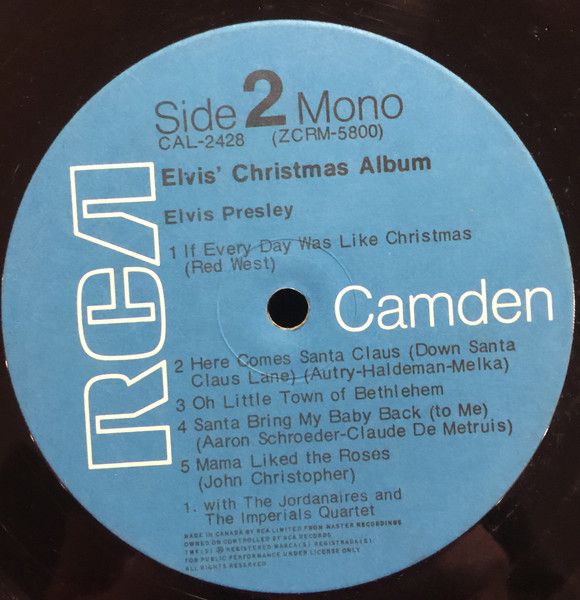 Side 2 Mono
CAL-2428 (ZCRM-5800)
Elvis' Christmas Album
Elvis Presley
1 If Every Day Was Like Christmas
(Red West)
RCA
Camden
2 Here Comes Santa Claus (Down Santa
Claus Lane) (Autry-Haldeman-Melka)
3 Oh Little Town of Bethlehem
4 Santa Bring My Baby Back (to Me)
(Aaron Schroeder-Claude De Metruis)
5 Mama Liked the Roses
(John Christopher)
1. with The Jordanaires and
The Imperials Quartet
MADE IN CANADA BY RCA LIMITED FROM MASTER RECORDINGS
OWNED OR CONTROLLED BY RCA RECORDS
TMK(S) ® REGISTERED MARCA(S) REGISTRADA(S)
FOR PUBLIC PERFORMANCE UNDER LICENSE ONLY
ALL RIGHTS